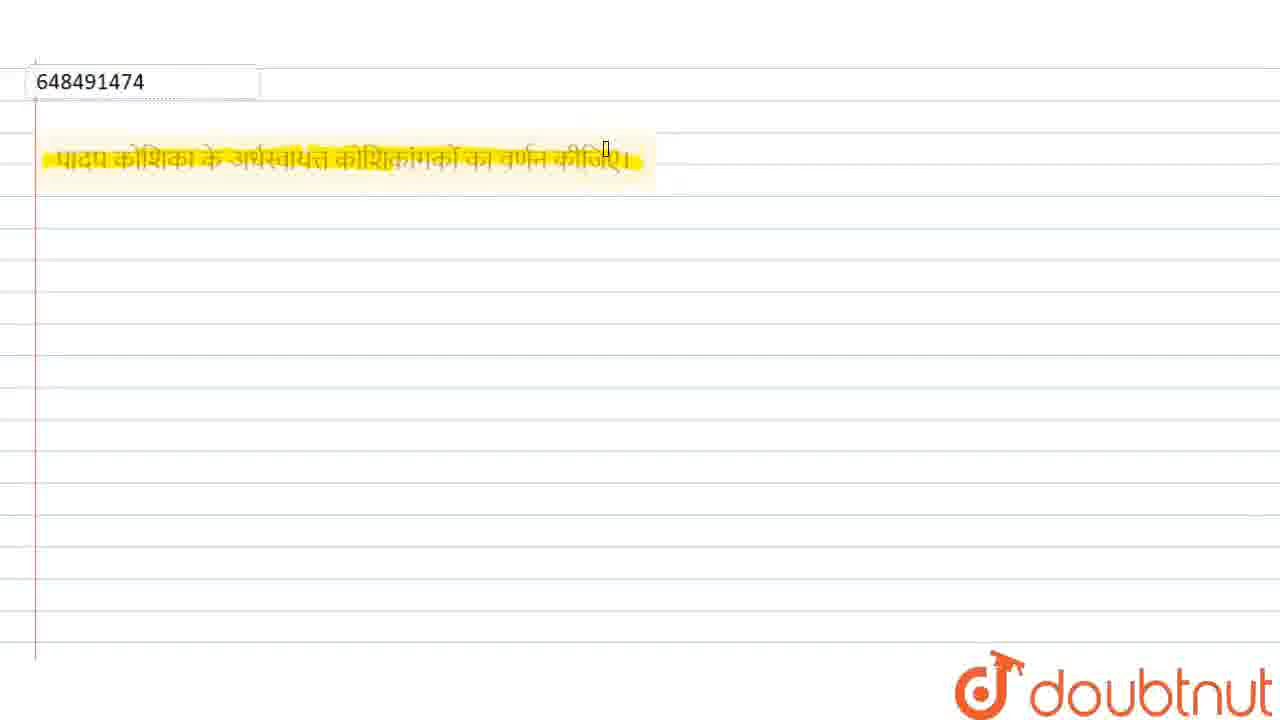 648491474
पादप कोशिका के अर्धस्वायत्त कोशिकांगकों का वर्णन कीजिए।
doubtnut